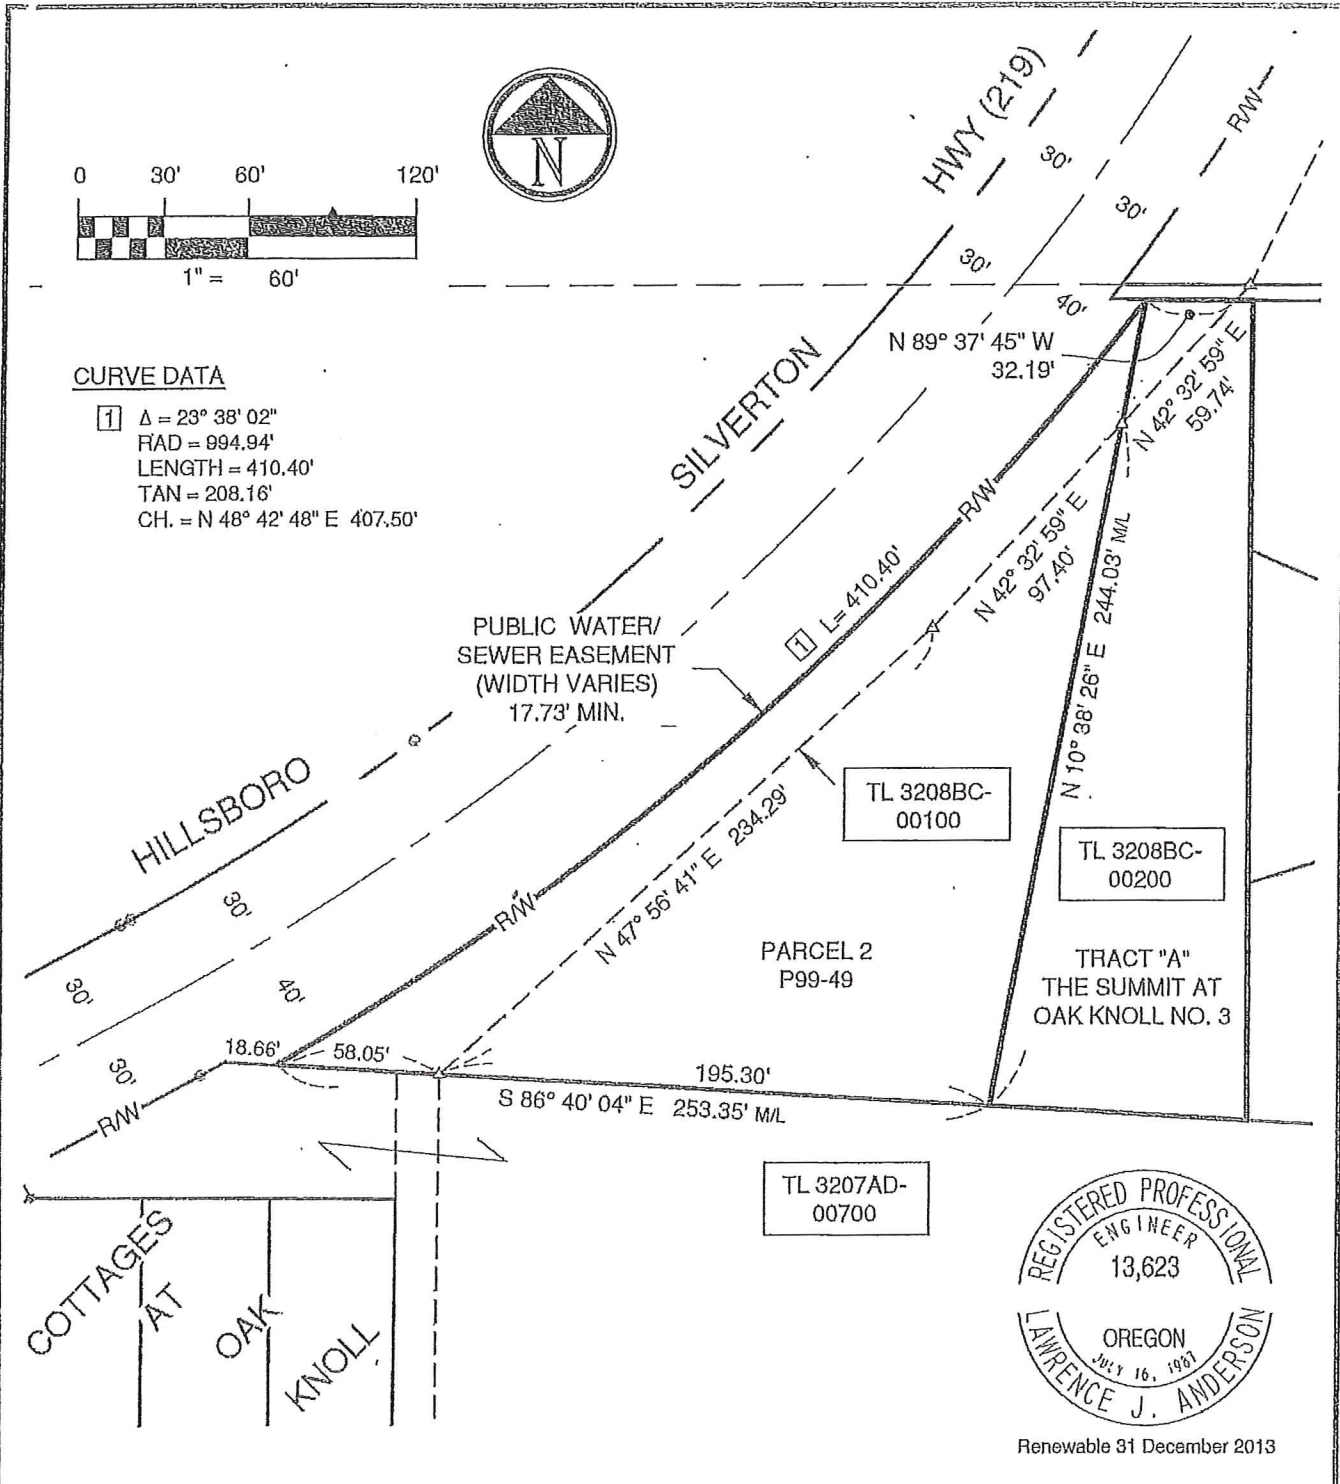 0 30' 60' 120'
1" = 60'
N
HILLSBORO SILVERTON HWY (219)
30'
30'
30'
40'
R/W
N 89° 37' 45" W
32.19'
N 42° 32' 59" E
59.74'
CURVE DATA
1 Δ = 23° 38' 02"
RAD = 994.94'
LENGTH = 410.40'
TAN = 208.16'
CH. = N 48° 42' 48" E 407.50'
R/W
N 42° 32' 59" E
97.40'
1 L= 410.40'
N 10° 38' 26" E 244.03' M/L
PUBLIC WATER/
SEWER EASEMENT
(WIDTH VARIES)
17.73' MIN.
TL 3208BC-
00100
N 47° 56' 41" E 234.29'
TL 3208BC-
00200
R/W
30'
30'
40'
30'
R/W
PARCEL 2
P99-49
TRACT "A"
THE SUMMIT AT
OAK KNOLL NO. 3
18.66' 58.05' 195.30'
S 86° 40' 04" E 253.35' M/L
TL 3207AD-
00700
COTTAGES
AT
OAK
KNOLL
REGISTERED PROFESSIONAL
ENGINEER
13,623
OREGON
JULY 16, 1987
LAWRENCE J. ANDERSON
Renewable 31 December 2013